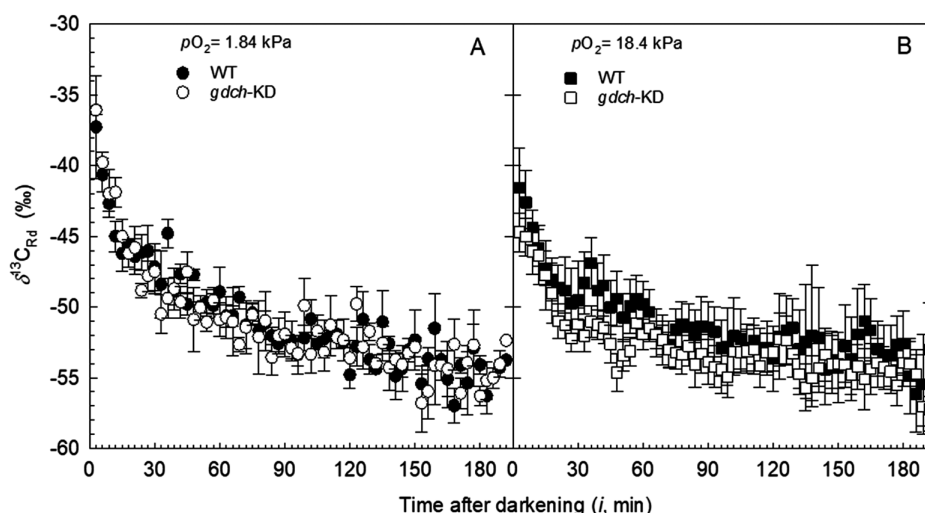 -30
-35
-40
-45
-50
-55
-60
δ¹³C_Rd (‰)
pO₂= 1.84 kPa
A
WT
gdch-KD
pO₂= 18.4 kPa
B
WT
gdch-KD
0 30 60 90 120 150 180 0 30 60 90 120 150 180
Time after darkening (i, min)